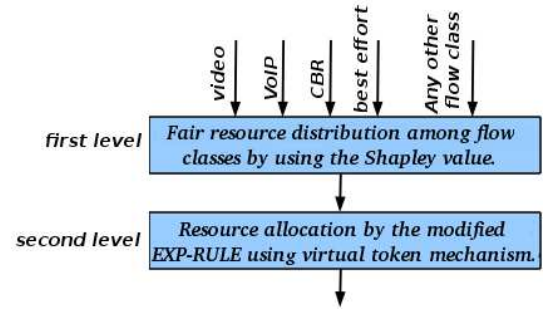 video
VoIP
CBR
best effort
Any other
flow class
first level
Fair resource distribution among flow
classes by using the Shapley value.
second level
Resource allocation by the modified
EXP-RULE using virtual token mechanism.